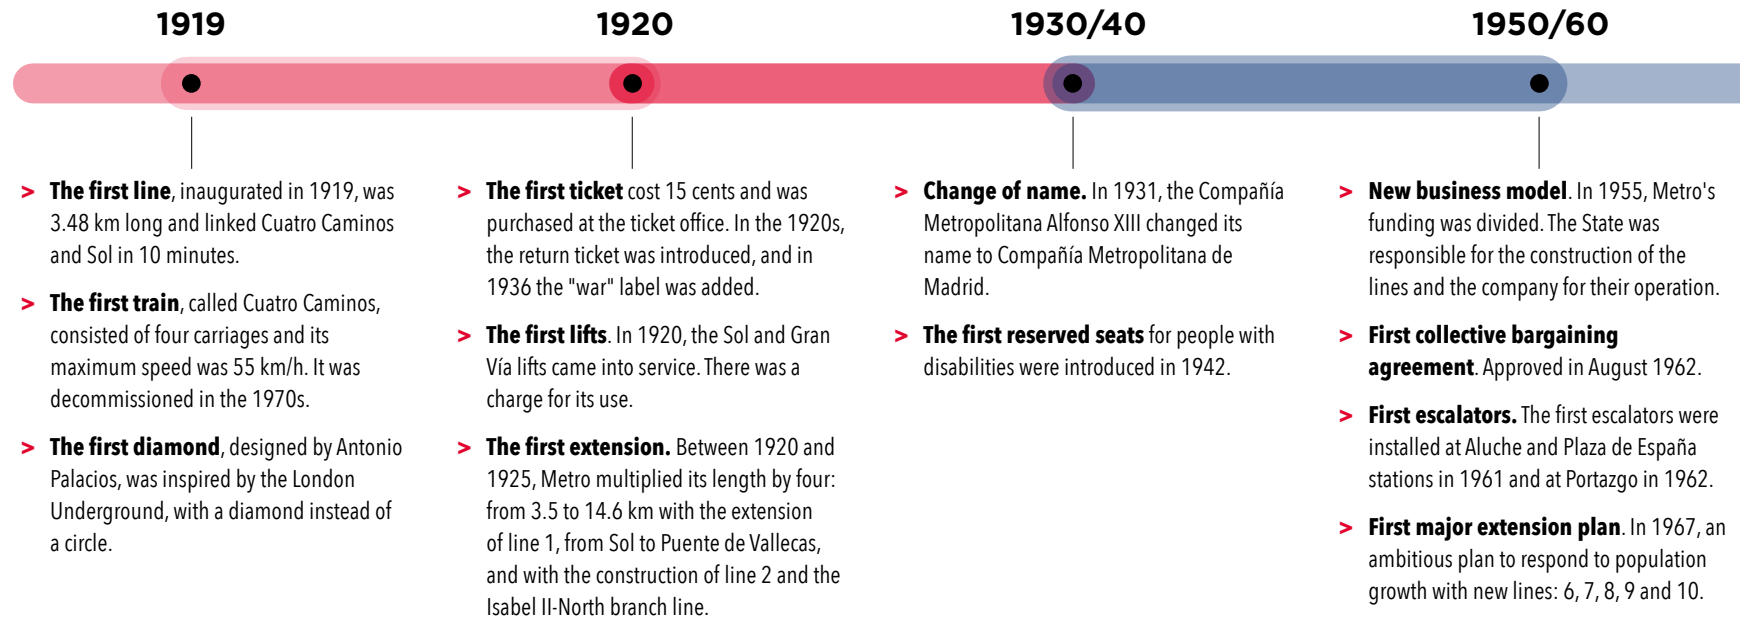 1919
> The first line, inaugurated in 1919, was
3.48 km long and linked Cuatro Caminos
and Sol in 10 minutes.
> The first train, called Cuatro Caminos,
consisted of four carriages and its
maximum speed was 55 km/h. It was
decommissioned in the 1970s.
> The first diamond, designed by Antonio
Palacios, was inspired by the London
Underground, with a diamond instead of
a circle.
1920
> The first ticket cost 15 cents and was
purchased at the ticket office. In the 1920s,
the return ticket was introduced, and in
1936 the "war" label was added.
> The first lifts. In 1920, the Sol and Gran
Vía lifts came into service. There was a
charge for its use.
> The first extension. Between 1920 and
1925, Metro multiplied its length by four:
from 3.5 to 14.6 km with the extension
of line 1, from Sol to Puente de Vallecas,
and with the construction of line 2 and the
Isabel II-North branch line.
1930/40
> Change of name. In 1931, the Compañía
Metropolitana Alfonso XIII changed its
name to Compañía Metropolitana de
Madrid.
> The first reserved seats for people with
disabilities were introduced in 1942.
1950/60
> New business model. In 1955, Metro's
funding was divided. The State was
responsible for the construction of the
lines and the company for their operation.
> First collective bargaining
agreement. Approved in August 1962.
> First escalators. The first escalators were
installed at Aluche and Plaza de España
stations in 1961 and at Portazgo in 1962.
> First major extension plan. In 1967, an
ambitious plan to respond to population
growth with new lines: 6, 7, 8, 9 and 10.